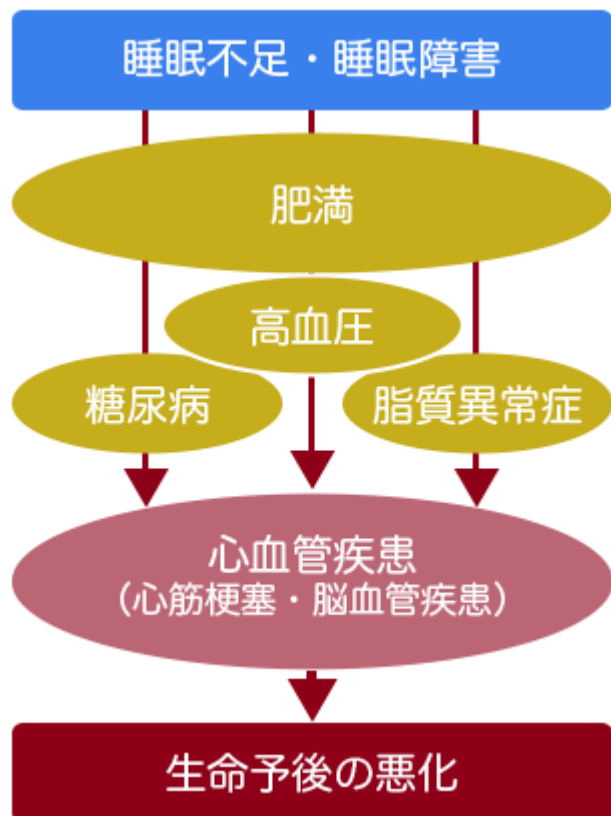 睡眠不足・睡眠障害
肥満
高血圧
糖尿病
脂質異常症
心血管疾患
（心筋梗塞・脳血管疾患）
生命予後の悪化